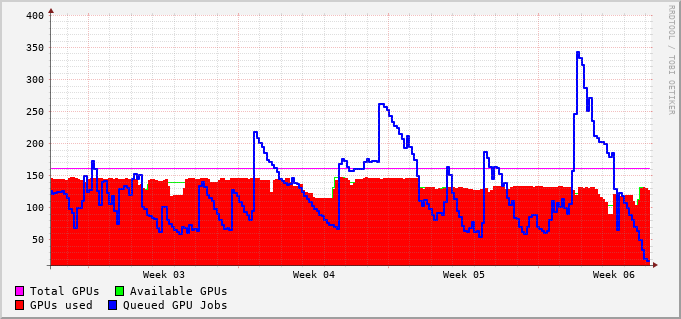 RRDTOOL / TOBI OETIKER
400
350
300
250
200
150
100
50
Week 03 Week 04 Week 05 Week 06
Total GPUs Available GPUs
GPUs used Queued GPU Jobs